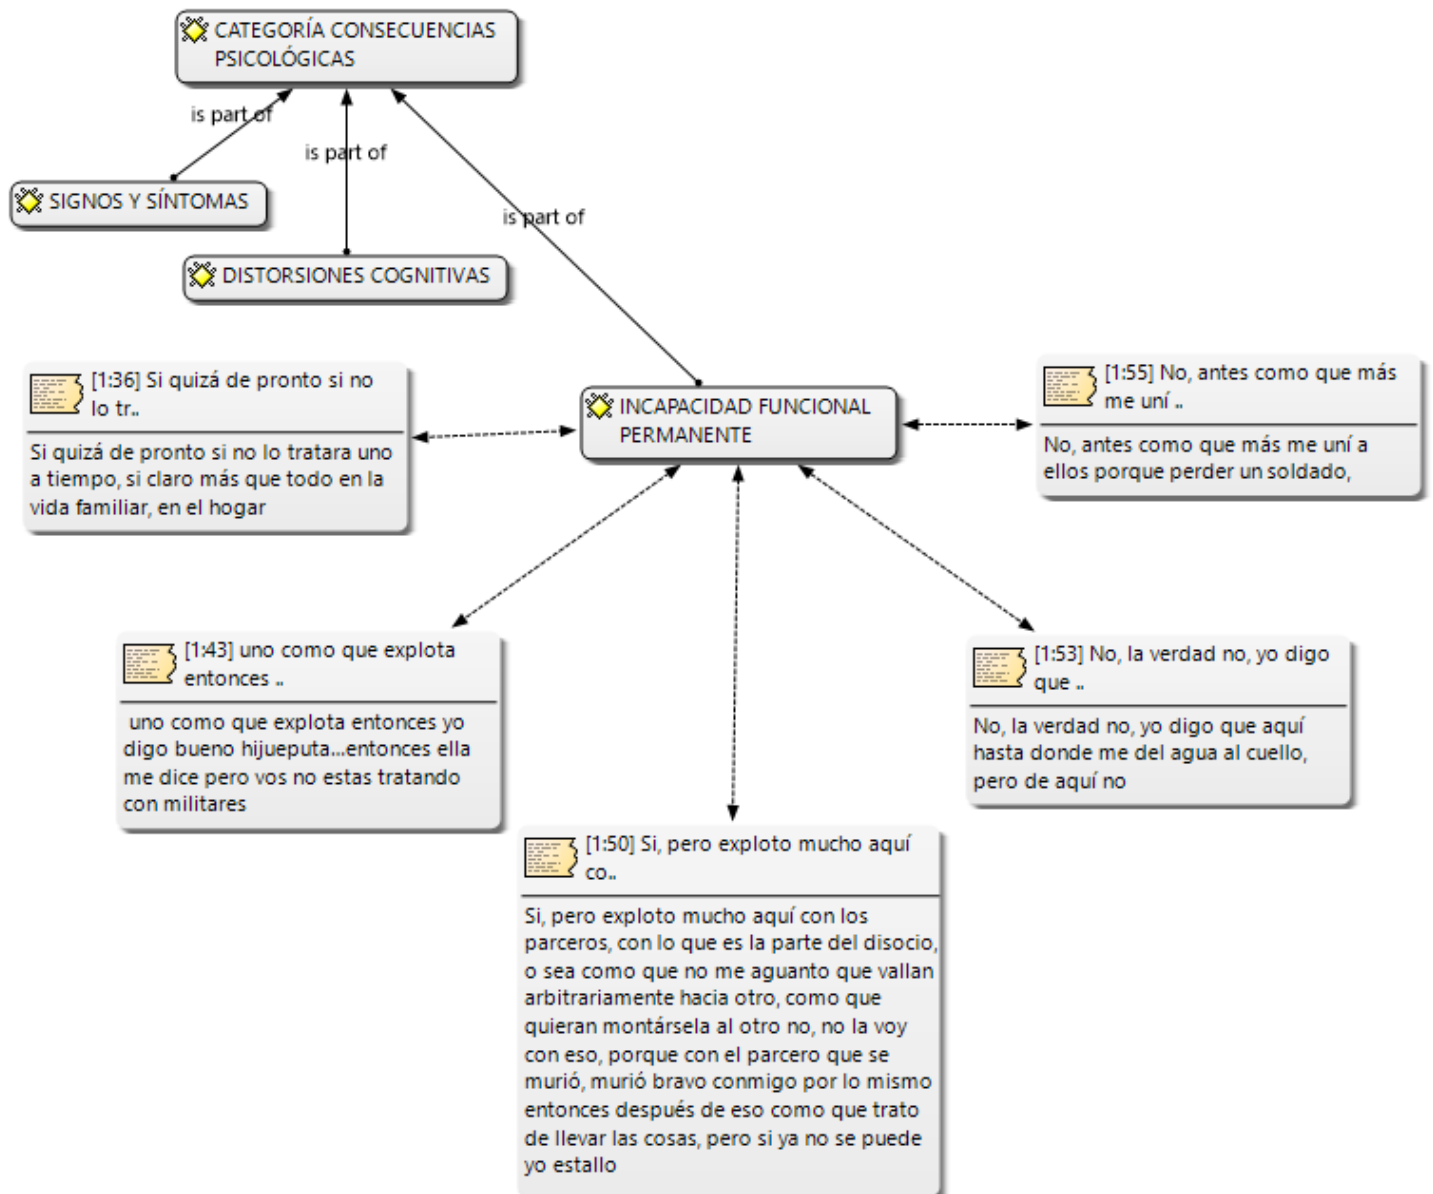 CATEGORÍA CONSECUENCIAS
PSICOLÓGICAS
is part of
is part of
SIGNOS Y SÍNTOMAS
is part of
DISTORSIONES COGNITIVAS
[1:36] Si quizá de pronto si no
lo tr..
Si quizá de pronto si no lo tratara uno
a tiempo, si claro más que todo en la
vida familiar, en el hogar
INCAPACIDAD FUNCIONAL
PERMANENTE
[1:55] No, antes como que más
me uní ..
No, antes como que más me uní a
ellos porque perder un soldado,
[1:43] uno como que explota
entonces ..
uno como que explota entonces yo
digo bueno hijueputa...entonces ella
me dice pero vos no estas tratando
con militares
[1:53] No, la verdad no, yo digo
que ..
No, la verdad no, yo digo que aquí
hasta donde me del agua al cuello,
pero de aquí no
[1:50] Si, pero exploto mucho aquí
co..
Si, pero exploto mucho aquí con los
parceros, con lo que es la parte del disocio,
o sea como que no me aguanto que vallan
arbitrariamente hacia otro, como que
quieran montársela al otro no, no la voy
con eso, porque con el parcero que se
murió, murió bravo conmigo por lo mismo
entonces después de eso como que trato
de llevar las cosas, pero si ya no se puede
yo estallo